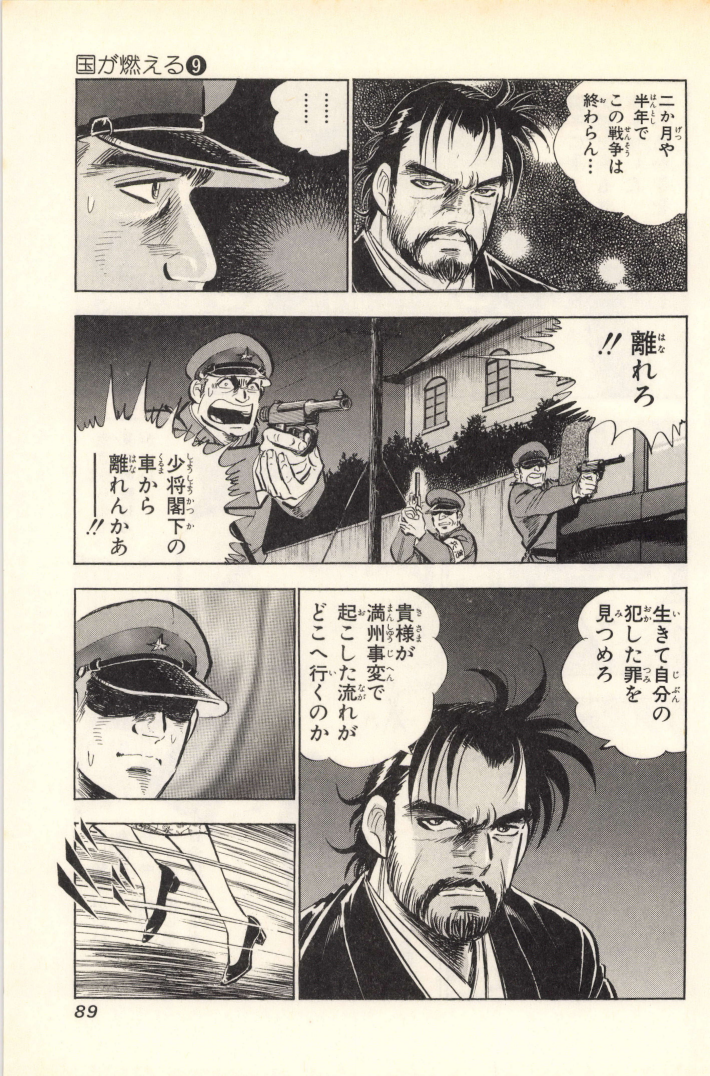 国が燃える9
二か月や
半年で
この戦争は
終わらん…
……
……
離れろ
!!
少将閣下の
車から
離れんかあ
――!!
生きて自分の
犯した罪を
見つめろ
貴様が
満州事変で
起こした流れが
どこへ行くのか
89